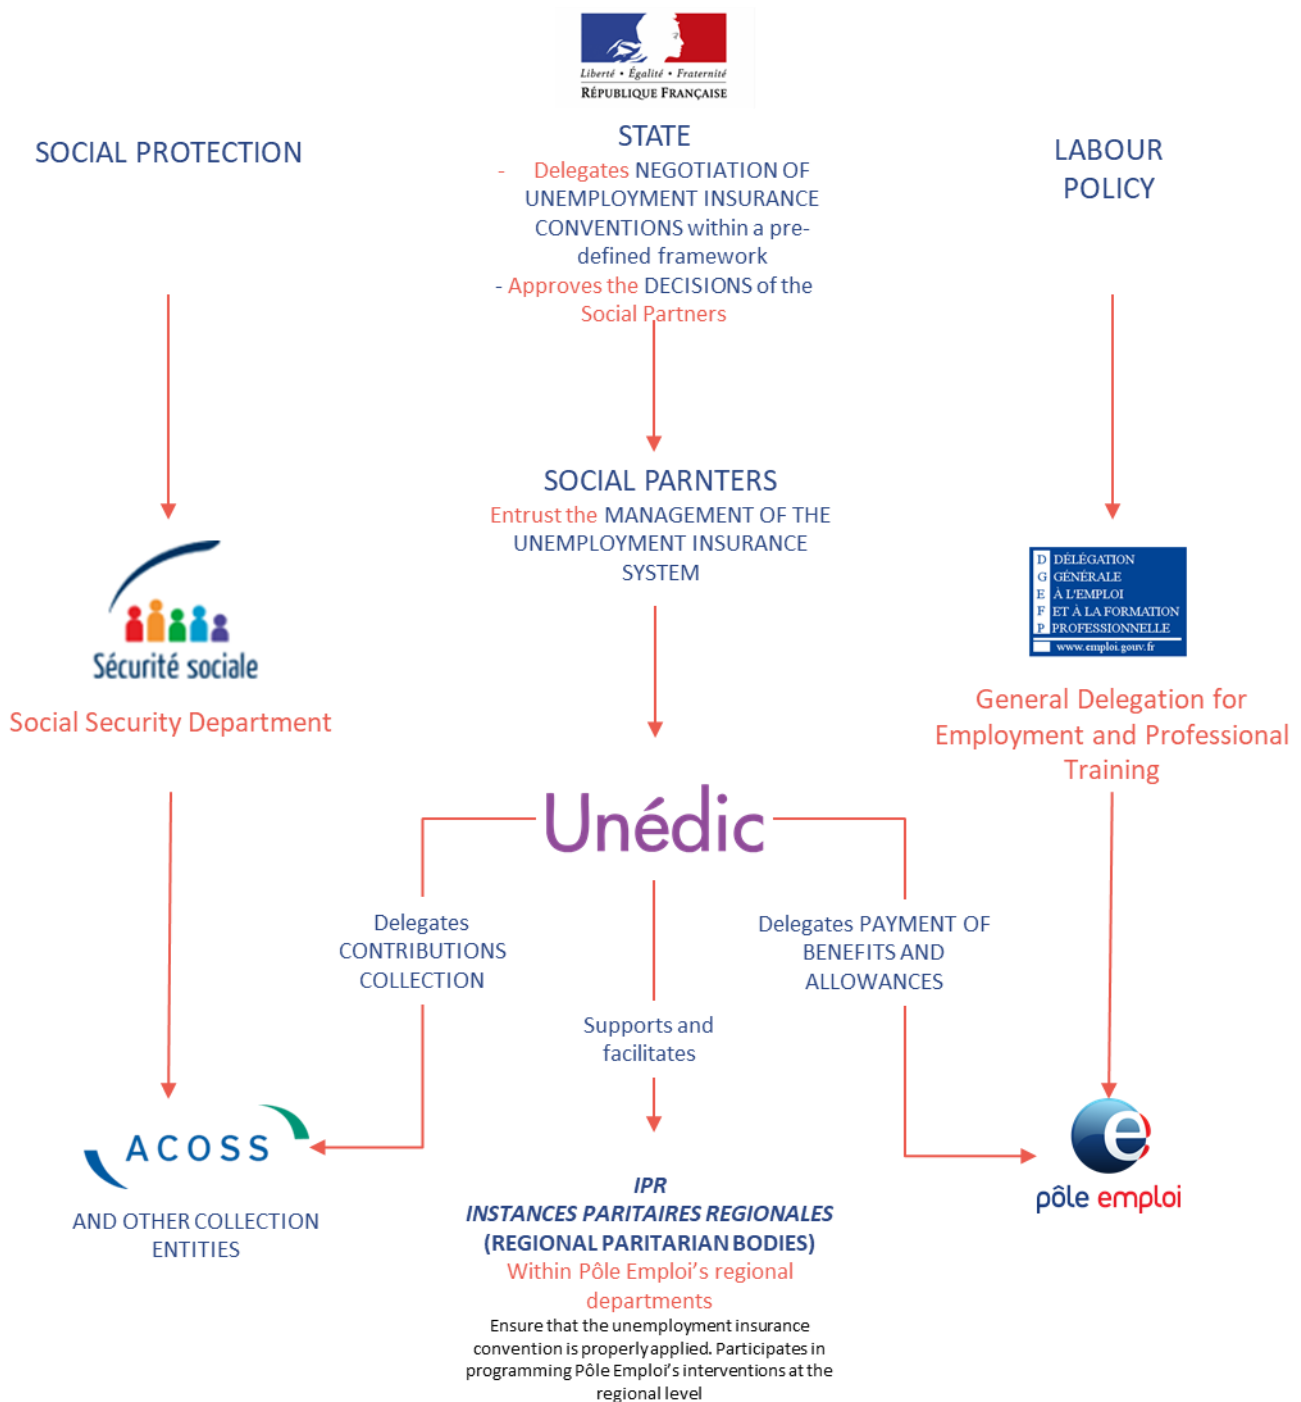 Liberté • Égalité • Fraternité
RÉPUBLIQUE FRANÇAISE
SOCIAL PROTECTION
STATE
- Delegates NEGOTIATION OF
UNEMPLOYMENT INSURANCE
CONVENTIONS within a pre-
defined framework
- Approves the DECISIONS of the
Social Partners
LABOUR
POLICY
SOCIAL PARNTERS
Entrust the MANAGEMENT OF THE
UNEMPLOYMENT INSURANCE
SYSTEM
Sécurité sociale
Social Security Department
D DÉLÉGATION
G GÉNÉRALE
E À L'EMPLOI
F ET À LA FORMATION
P PROFESSIONNELLE
www.emploi.gouv.fr
General Delegation for
Employment and Professional
Training
Unédic
Delegates
CONTRIBUTIONS
COLLECTION
Supports and
facilitates
Delegates PAYMENT OF
BENEFITS AND
ALLOWANCES
ACOSS
AND OTHER COLLECTION
ENTITIES
IPR
INSTANCES PARITAIRES REGIONALES
(REGIONAL PARITARIAN BODIES)
Within Pôle Emploi’s regional
departments
Ensure that the unemployment insurance
convention is properly applied. Participates in
programming Pôle Emploi’s interventions at the
regional level
e
pôle emploi